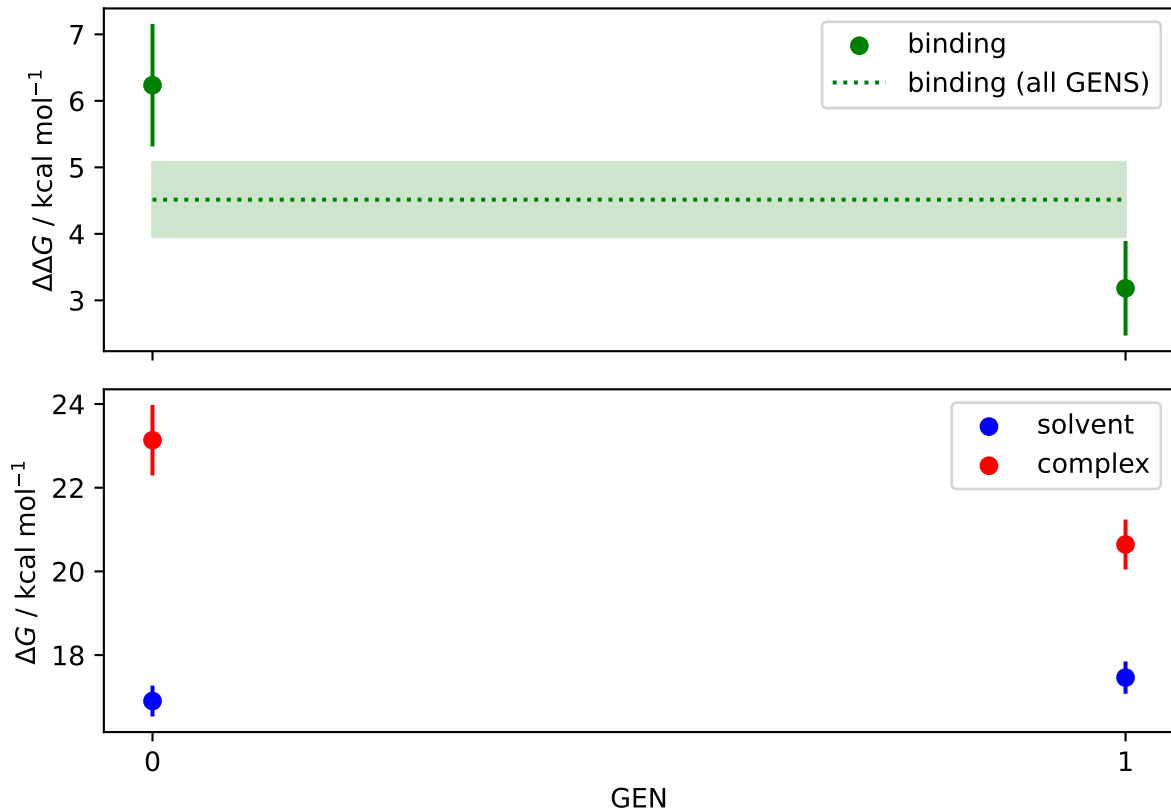 7
6
5
4
3
ΔΔG / kcal mol⁻¹
binding
binding (all GENS)
24
22
20
18
ΔG / kcal mol⁻¹
solvent
complex
0
1
GEN